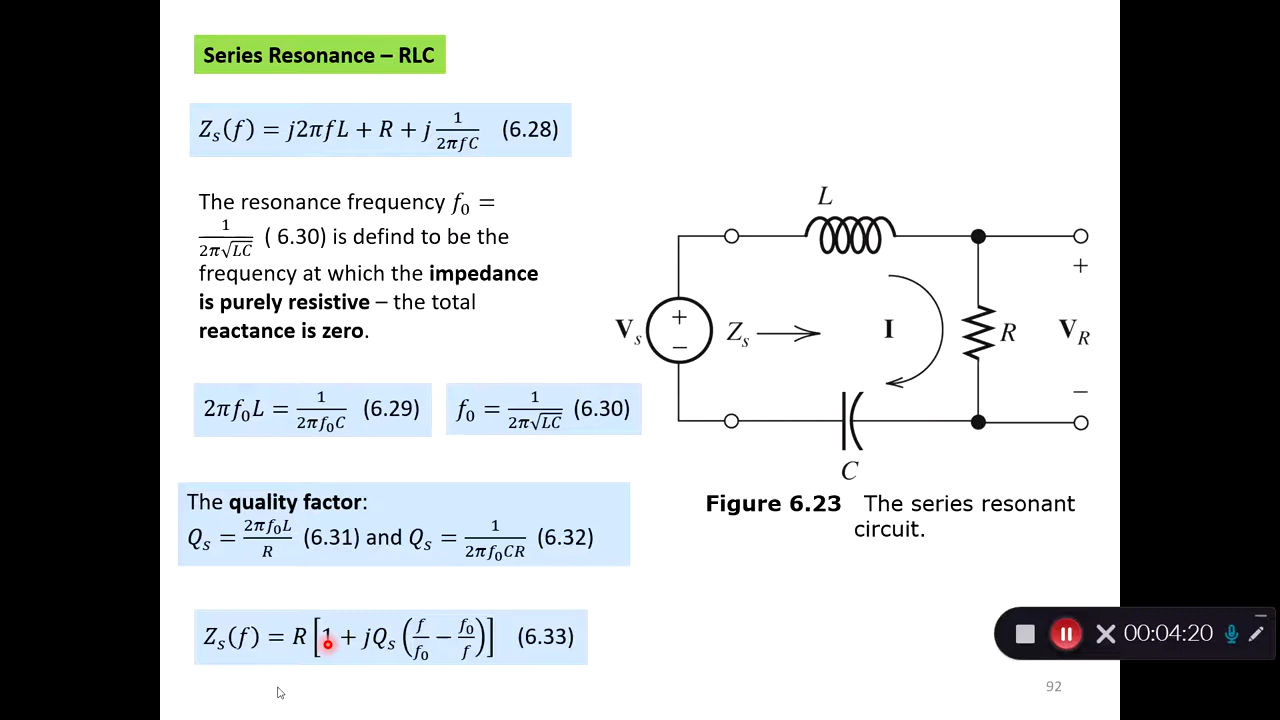 Series Resonance – RLC
Z_s(f) = j2πfL + R + j 1/(2πfC) (6.28)
The resonance frequency f_0 =
1/(2π√LC) ( 6.30) is defind to be the
frequency at which the impedance
is purely resistive – the total
reactance is zero.
2πf_0L = 1/(2πf_0C) (6.29)
f_0 = 1/(2π√LC) (6.30)
The quality factor:
Q_s = 2πf_0L/R (6.31) and Q_s = 1/(2πf_0CR) (6.32)
Z_s(f) = R [1 + jQ_s (f/f_0 − f_0/f)] (6.33)
L
+
V_s
+
−
Z_s
I
R
V_R
−
C
Figure 6.23 The series resonant
circuit.
00:04:20
92